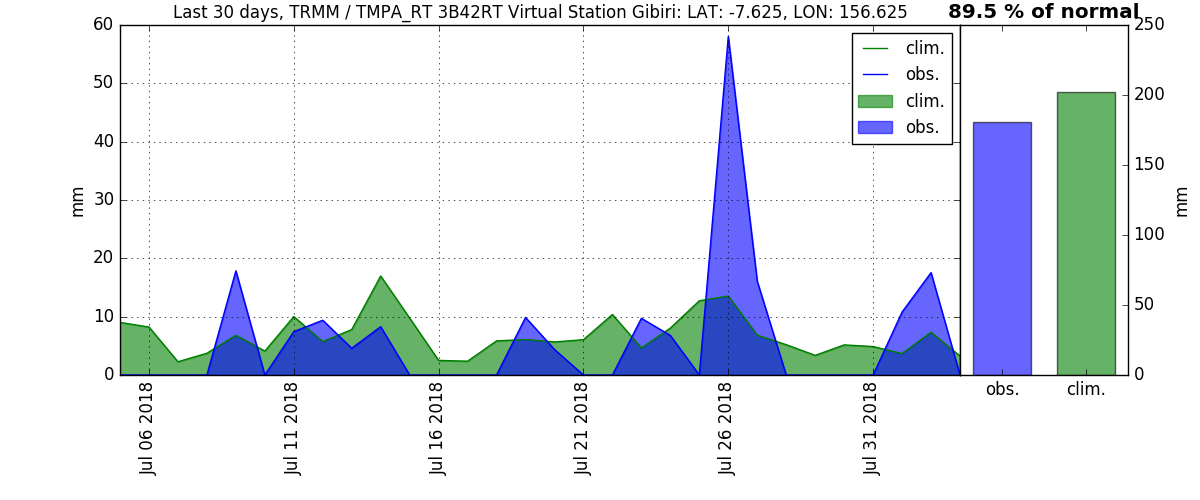 Last 30 days, TRMM / TMPA_RT 3B42RT Virtual Station Gibiri: LAT: -7.625, LON: 156.625
89.5 % of normal
60
50
40
30
20
10
0
mm
clim.
obs.
clim.
obs.
250
200
150
100
50
0
mm
Jul 06 2018
Jul 11 2018
Jul 16 2018
Jul 21 2018
Jul 26 2018
Jul 31 2018
obs.
clim.